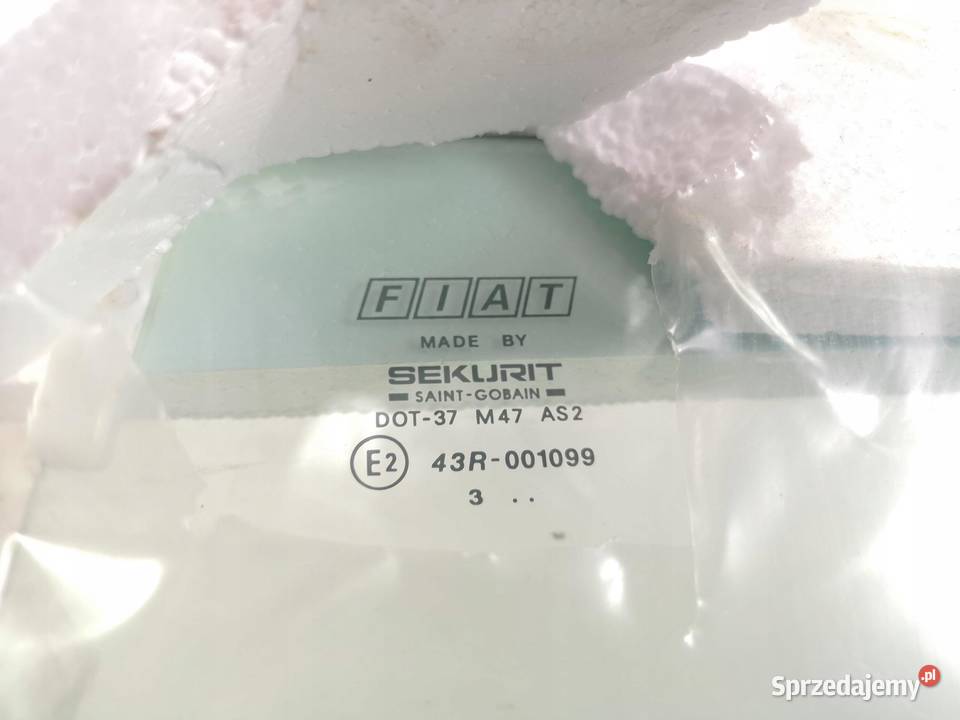 FIAT
MADE BY
SEKURIT
SAINT-GOBAIN
DOT-37 M47 AS2
E2 43R-001099
3 . .
Sprzedajemy.pl